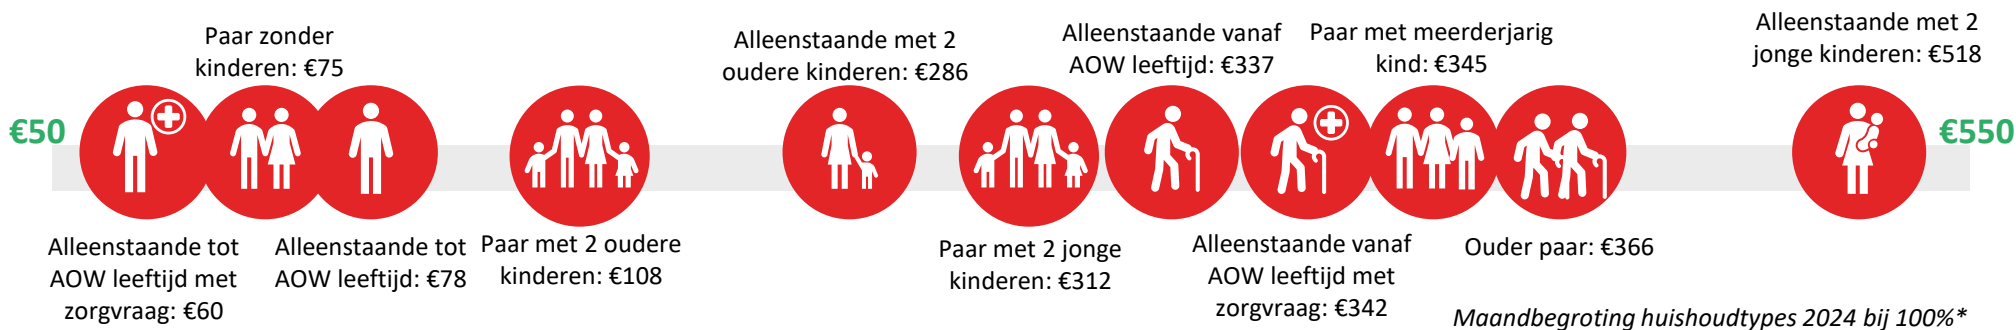 €50
Alleenstaande tot
AOW leeftijd met
zorgvraag: €60
Paar zonder
kinderen: €75
Alleenstaande tot
AOW leeftijd: €78
Paar met 2 oudere
kinderen: €108
Alleenstaande met 2
oudere kinderen: €286
Paar met 2 jonge
kinderen: €312
Alleenstaande vanaf
AOW leeftijd: €337
Alleenstaande vanaf
AOW leeftijd met
zorgvraag: €342
Paar met meerderjarig
kind: €345
Ouder paar: €366
Alleenstaande met 2
jonge kinderen: €518
€550
Maandbegroting huishoudtypes 2024 bij 100%*